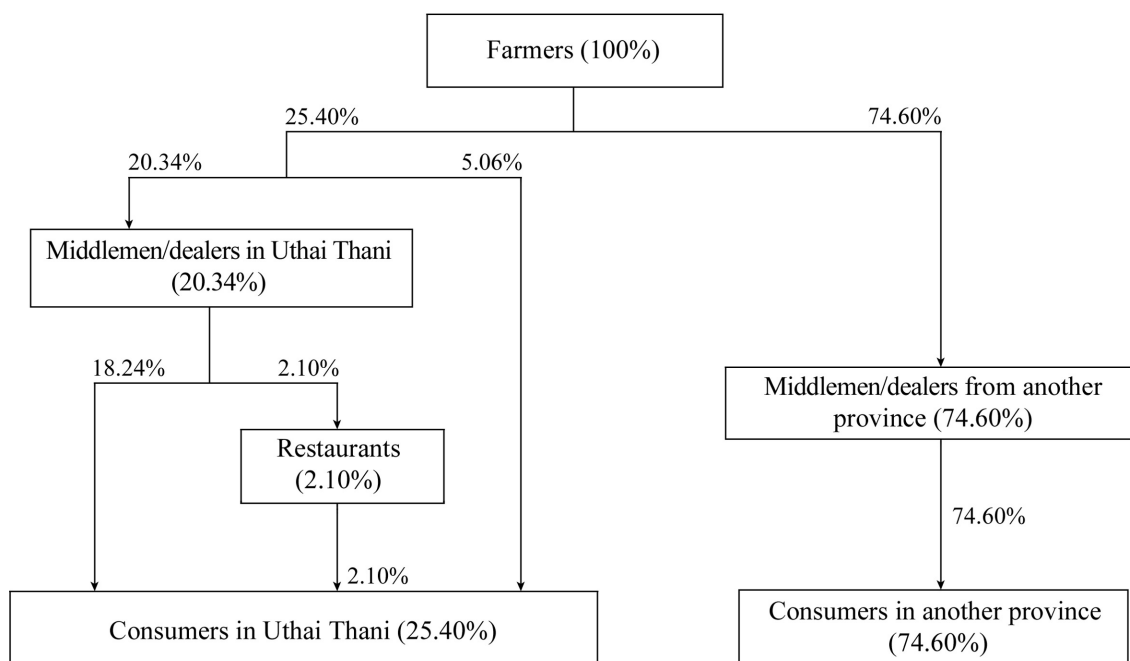 Farmers (100%)
25.40%
74.60%
20.34%
5.06%
Middlemen/dealers in Uthai Thani
(20.34%)
18.24%
2.10%
Middlemen/dealers from another
province (74.60%)
Restaurants
(2.10%)
74.60%
2.10%
Consumers in Uthai Thani (25.40%)
Consumers in another province
(74.60%)